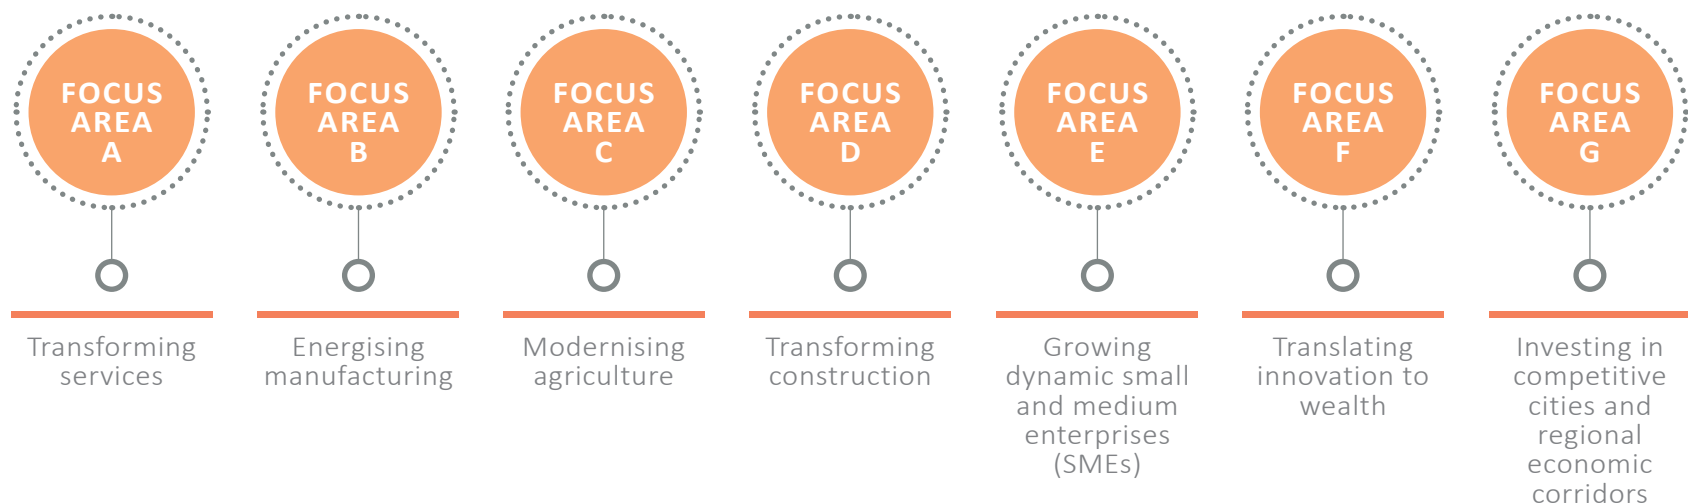 FOCUS
AREA
A
FOCUS
AREA
B
FOCUS
AREA
C
FOCUS
AREA
D
FOCUS
AREA
E
FOCUS
AREA
F
FOCUS
AREA
G
Transforming
services
Energising
manufacturing
Modernising
agriculture
Transforming
construction
Growing
dynamic small
and medium
enterprises
(SMEs)
Translating
innovation to
wealth
Investing in
competitive
cities and
regional
economic
corridors